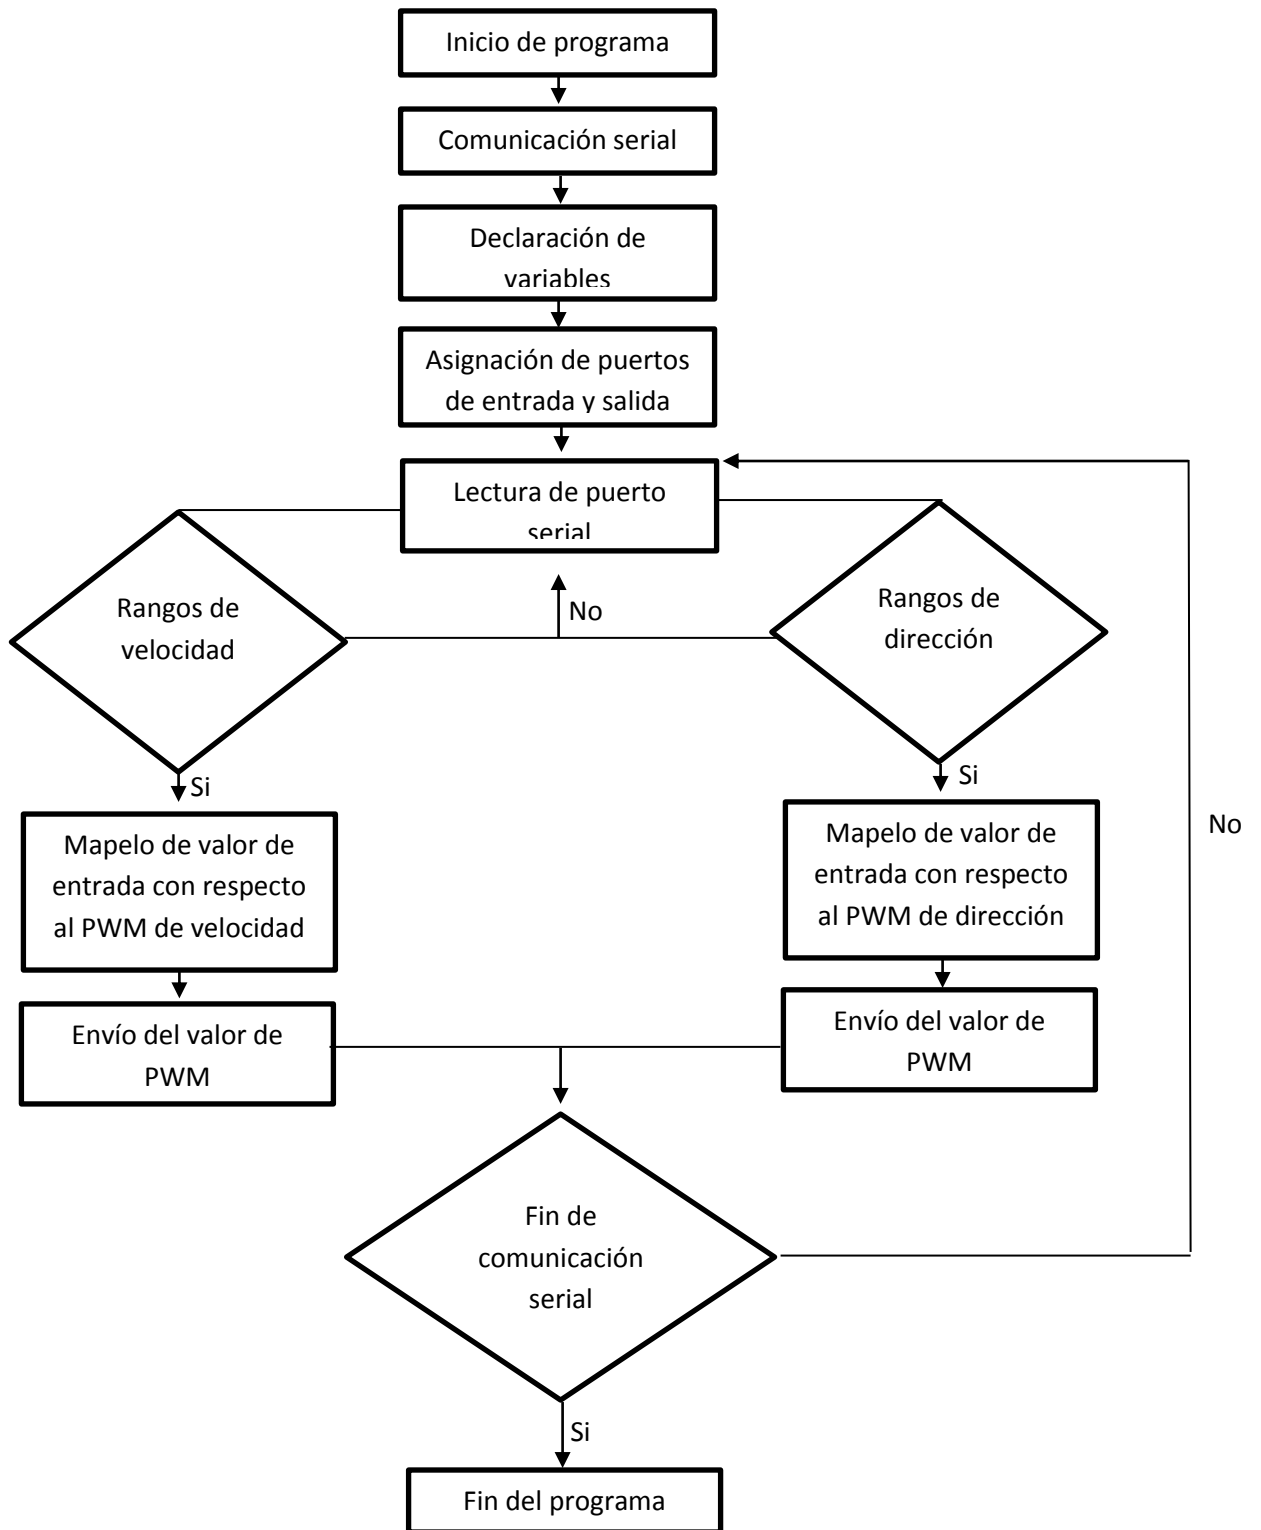 Inicio de programa
Comunicación serial
Declaración de
variables
Asignación de puertos
de entrada y salida
Lectura de puerto
serial
Rangos de
velocidad
No
Rangos de
dirección
Si
Si
Mapelo de valor de
entrada con respecto
al PWM de velocidad
Mapelo de valor de
entrada con respecto
al PWM de dirección
No
Envío del valor de
PWM
Envío del valor de
PWM
Fin de
comunicación
serial
Si
Fin del programa